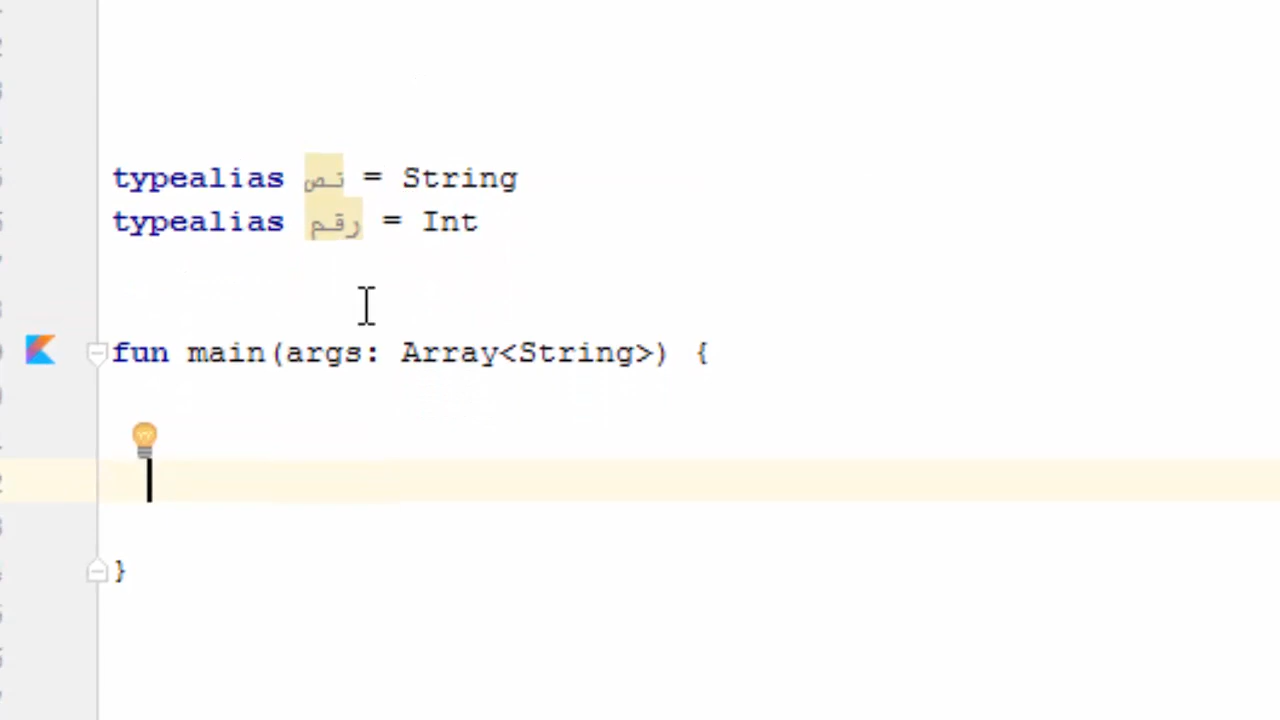 typealias نص = String
typealias رقم = Int
fun main(args: Array<String>) {
}